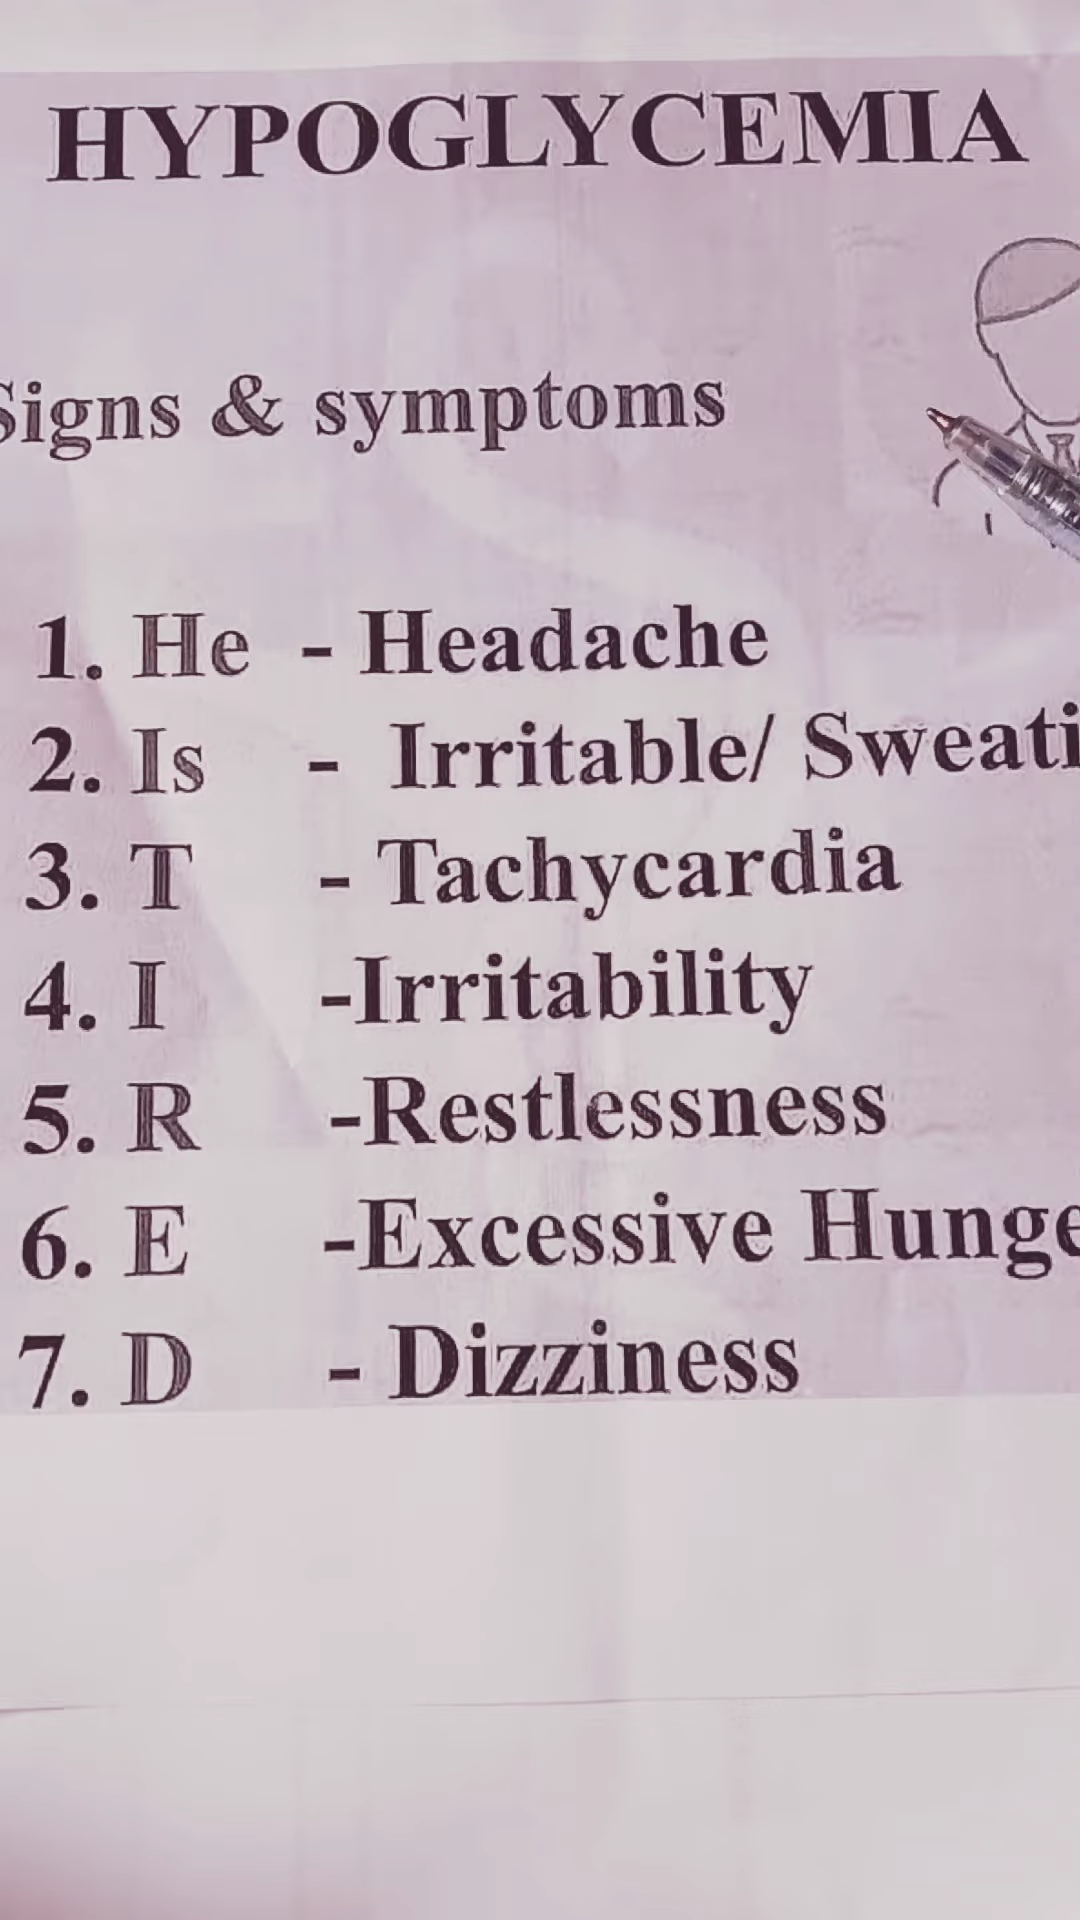 HYPOGLYCEMIA
Signs & symptoms
1. He - Headache
2. Is - Irritable/ Sweati
3. T - Tachycardia
4. I -Irritability
5. R -Restlessness
6. E -Excessive Hunge
7. D - Dizziness